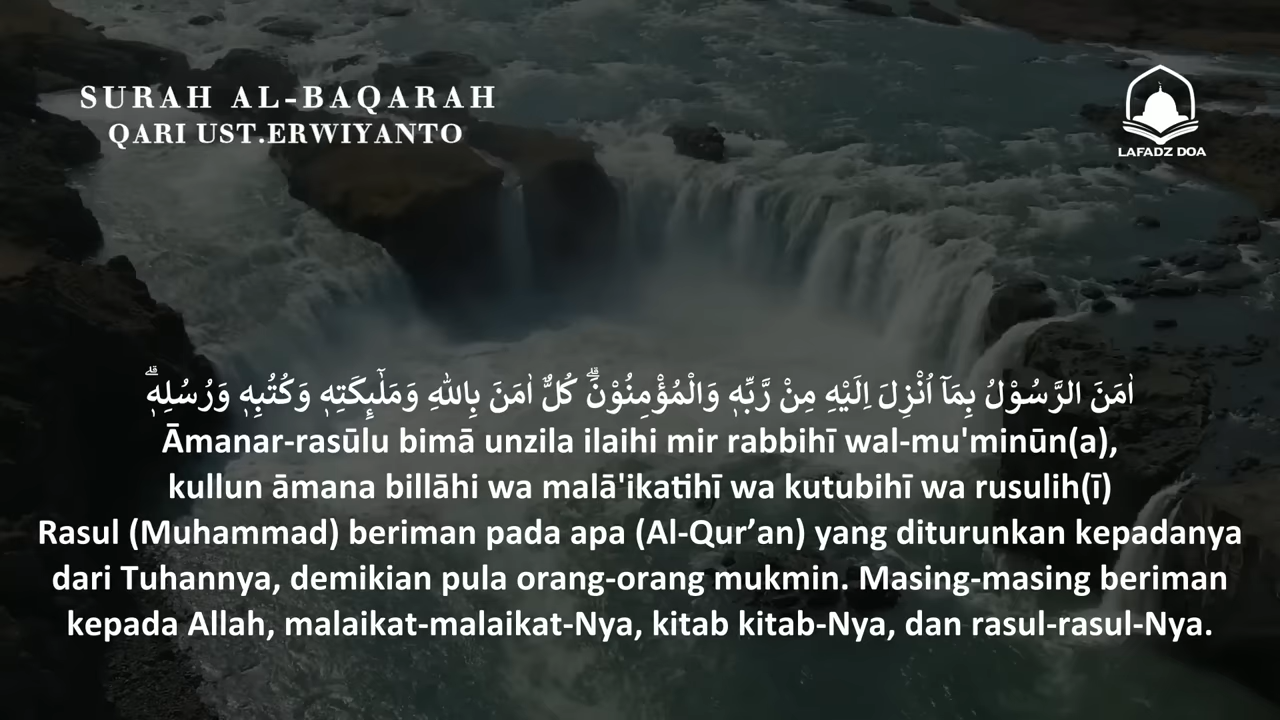 SURAH AL-BAQARAH
QARI UST.ERWIYANTO
LAFADZ DOA
اٰمَنَ الرَّسُوْلُ بِمَآ اُنْزِلَ اِلَيْهِ مِنْ رَّبِّهٖ وَالْمُؤْمِنُوْنَۗ كُلٌّ اٰمَنَ بِاللّٰهِ وَمَلٰۤىِٕكَتِهٖ وَكُتُبِهٖ وَرُسُلِهٖۗ
Āmanar-rasūlu bimā unzila ilaihi mir rabbihī wal-mu'minūn(a),
kullun āmana billāhi wa malā'ikatihī wa kutubihī wa rusulih(ī)
Rasul (Muhammad) beriman pada apa (Al-Qur’an) yang diturunkan kepadanya
dari Tuhannya, demikian pula orang-orang mukmin. Masing-masing beriman
kepada Allah, malaikat-malaikat-Nya, kitab kitab-Nya, dan rasul-rasul-Nya.